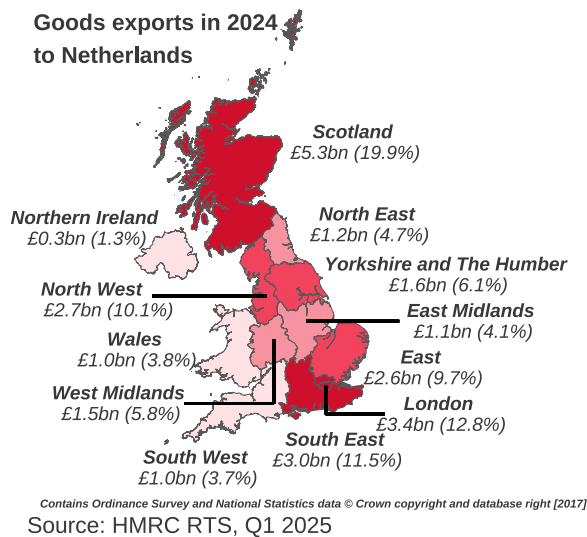 Goods exports in 2024
to Netherlands
Scotland
£5.3bn (19.9%)
Northern Ireland
£0.3bn (1.3%)
North East
£1.2bn (4.7%)
Yorkshire and The Humber
£1.6bn (6.1%)
North West
£2.7bn (10.1%)
East Midlands
£1.1bn (4.1%)
Wales
£1.0bn (3.8%)
East
£2.6bn (9.7%)
West Midlands
£1.5bn (5.8%)
London
£3.4bn (12.8%)
South East
£3.0bn (11.5%)
South West
£1.0bn (3.7%)
Contains Ordinance Survey and National Statistics data © Crown copyright and database right [2017]
Source: HMRC RTS, Q1 2025